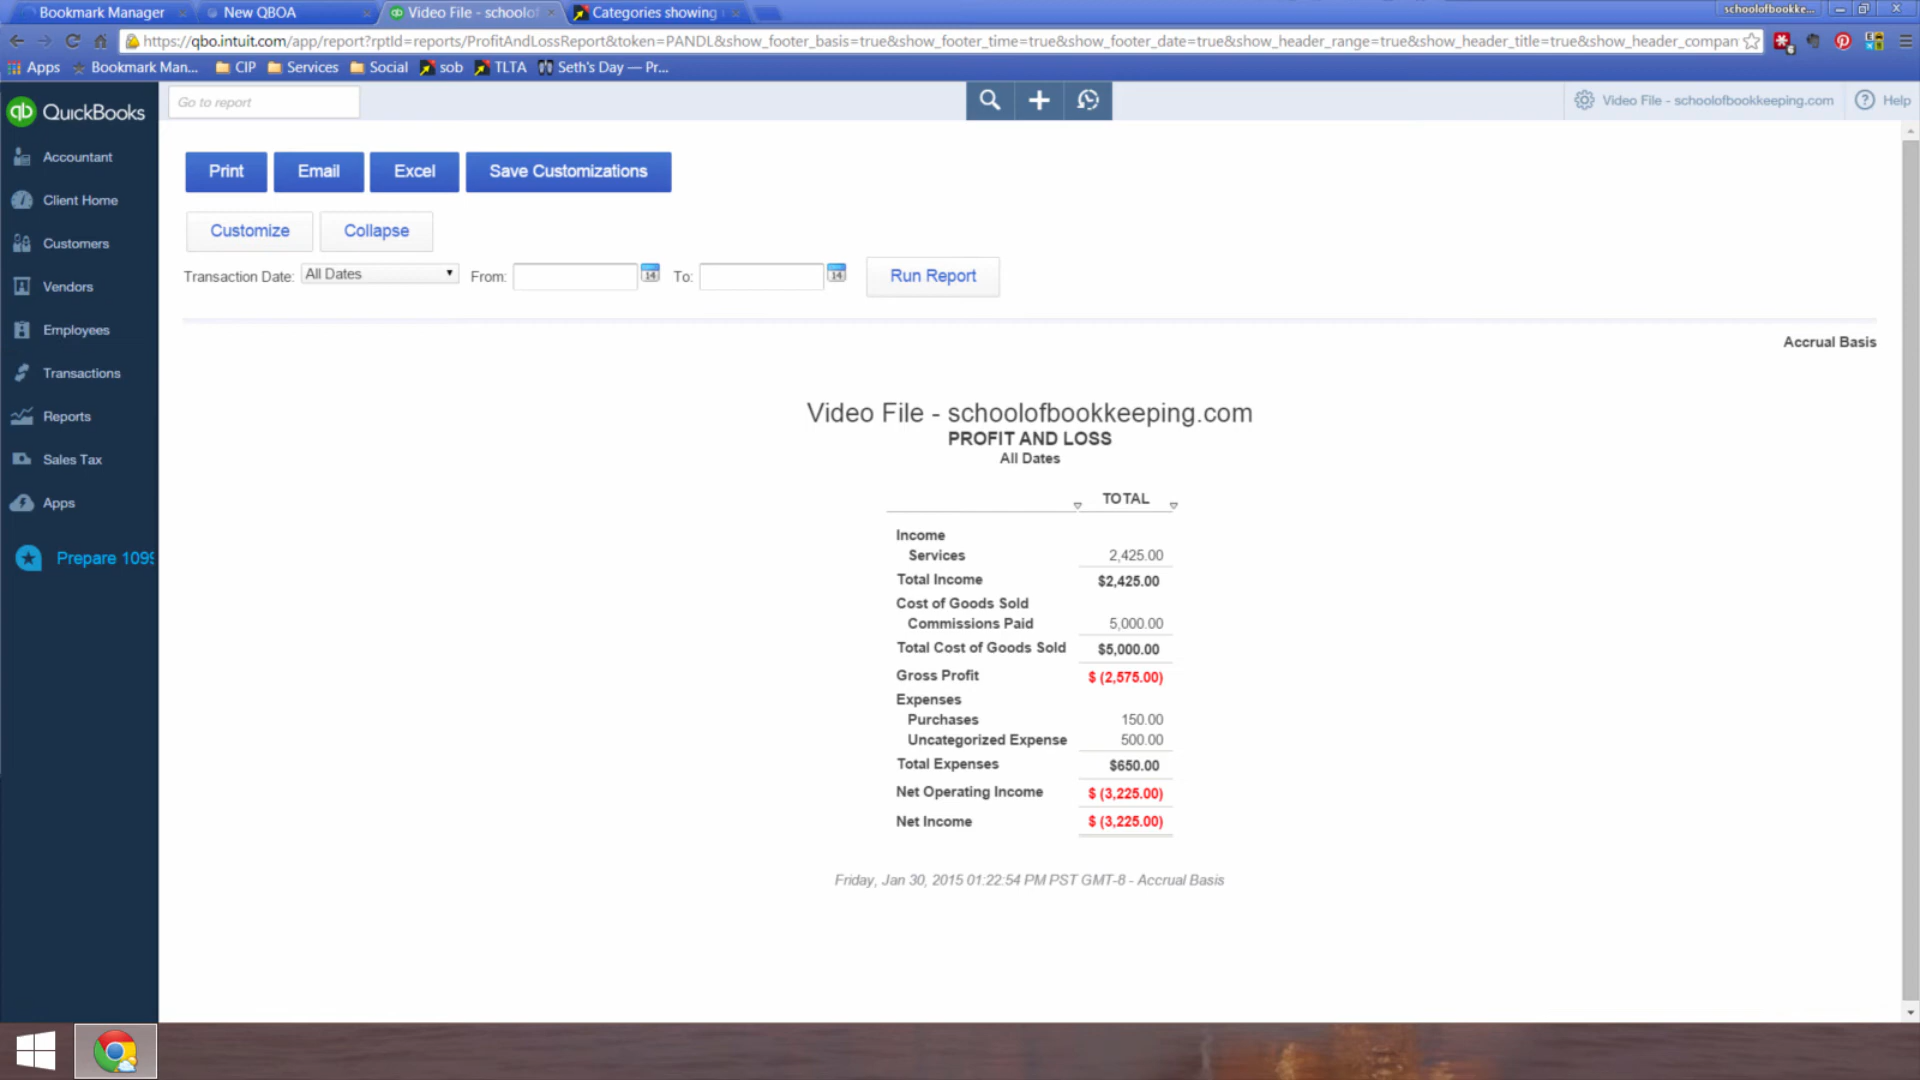 Bookmark Manager
New QBOA
Video File - schoolof
Categories showing
schoolofbookke...
https://qbo.intuit.com/app/report?rptId=reports/ProfitAndLossReport&token=PANDL&show_footer_basis=true&show_footer_time=true&show_footer_date=true&show_header_range=true&show_header_title=true&show_header_compan
Apps
Bookmark Man...
CIP
Services
Social
sob
TLTA
Seth's Day — Pr...
qb QuickBooks
Go to report
Video File - schoolofbookkeeping.com
? Help
Accountant
Client Home
Customers
Vendors
Employees
Transactions
Reports
Sales Tax
Apps
Prepare 1099
Print
Email
Excel
Save Customizations
Customize
Collapse
Transaction Date: All Dates From: 14 To: 14 Run Report
Accrual Basis
Video File - schoolofbookkeeping.com
PROFIT AND LOSS
All Dates
TOTAL
Income
Services 2,425.00
Total Income $2,425.00
Cost of Goods Sold
Commissions Paid 5,000.00
Total Cost of Goods Sold $5,000.00
Gross Profit $ (2,575.00)
Expenses
Purchases 150.00
Uncategorized Expense 500.00
Total Expenses $650.00
Net Operating Income $ (3,225.00)
Net Income $ (3,225.00)
Friday, Jan 30, 2015 01:22:54 PM PST GMT-8 - Accrual Basis